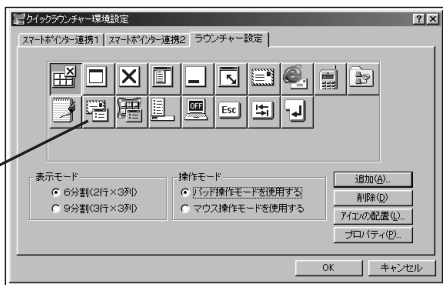 クイックラウンチャー環境設定
スマートポインター連携1 スマートポインター連携2 ラウンチャー設定
OFF Esc
表示モード
6分割(2行×3列)
9分割(3行×3列)
操作モード
パッド操作モードを使用する
マウス操作モードを使用する
追加(A)...
削除(D)
アイコンの配置(L)...
プロパティ(P)...
OK キャンセル